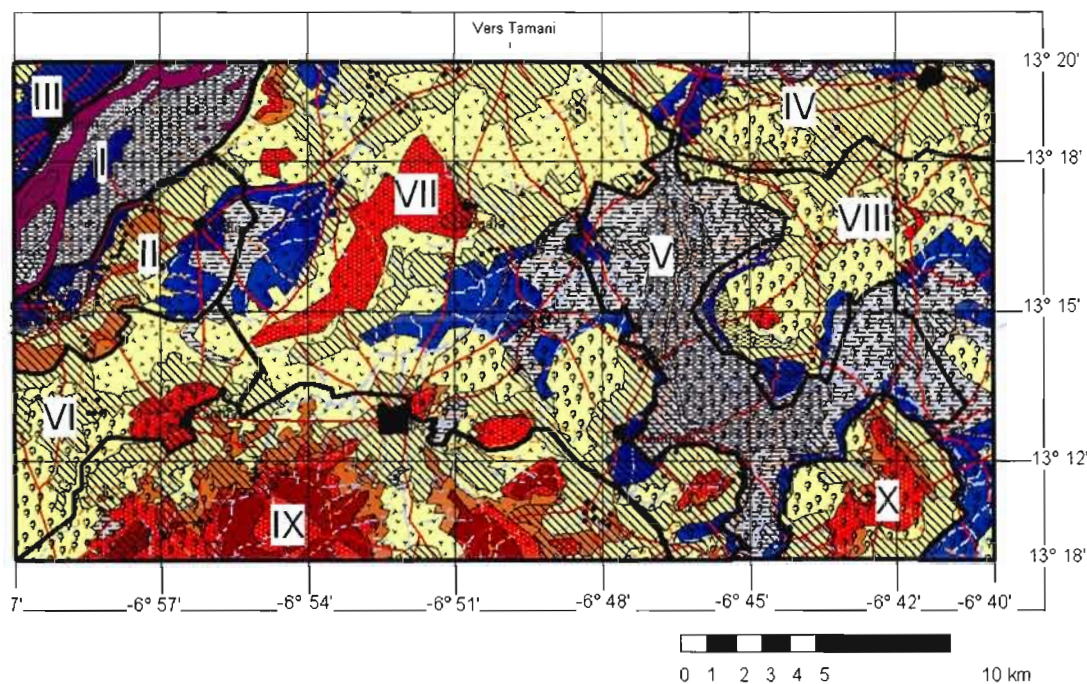 Vers Tamani
13° 20'
III
IV
I
13° 18'
VII
VIII
II
V
13° 15'
VI
13° 12'
X
IX
13° 18'
7' -6° 57' -6° 54' -6° 51' -6° 48' -6° 45' -6° 42' -6° 40'
0 1 2 3 4 5 10 km